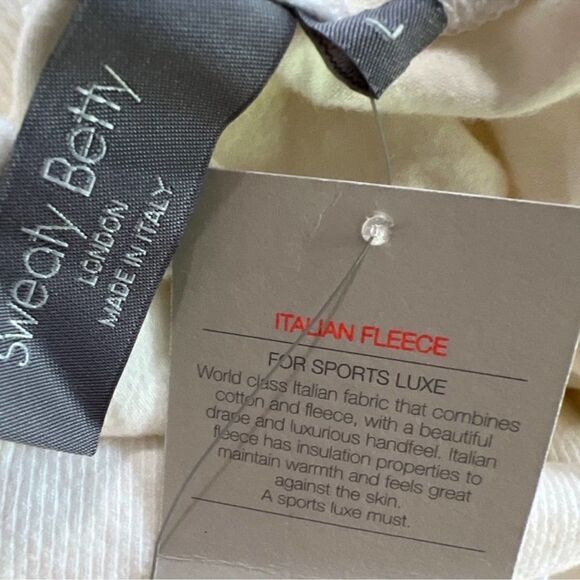 Sweaty Betty
LONDON
MADE IN ITALY
L
ITALIAN FLEECE
FOR SPORTS LUXE
World class Italian fabric that combines
cotton and fleece, with a beautiful
drape and luxurious handfeel. Italian
fleece has insulation properties to
maintain warmth and feels great
against the skin.
A sports luxe must.